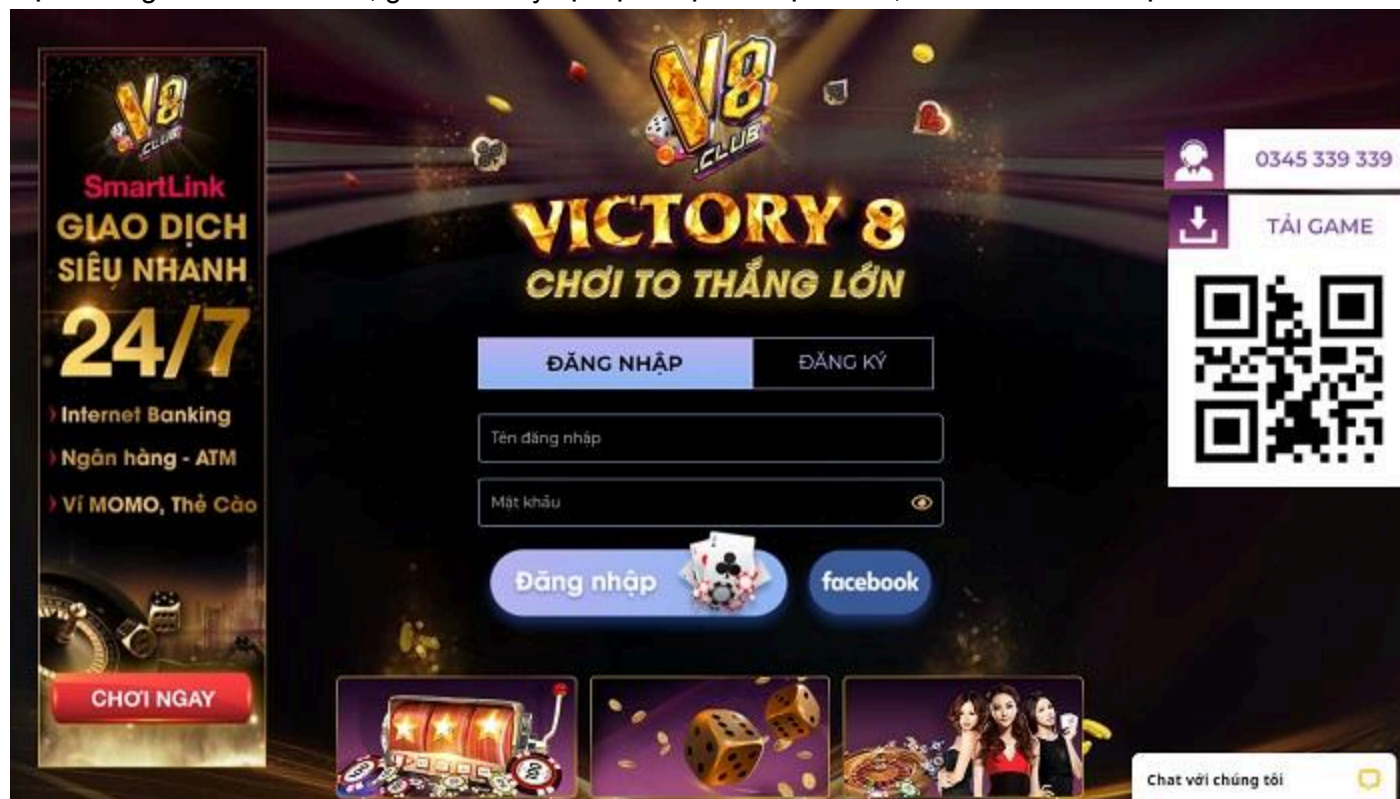 V8
.CLUB
SmartLink
GIAO DỊCH
SIÊU NHANH
24/7
Internet Banking
Ngân hàng - ATM
Ví MOMO, Thẻ Cào
CHƠI NGAY
V8
.CLUB
VICTORY 8
CHƠI TO THẮNG LỚN
ĐĂNG NHẬP
ĐĂNG KÝ
Tên đăng nhập
Mật khẩu
Đăng nhập
facebook
0345 339 339
TẢI GAME
Chat với chúng tôi